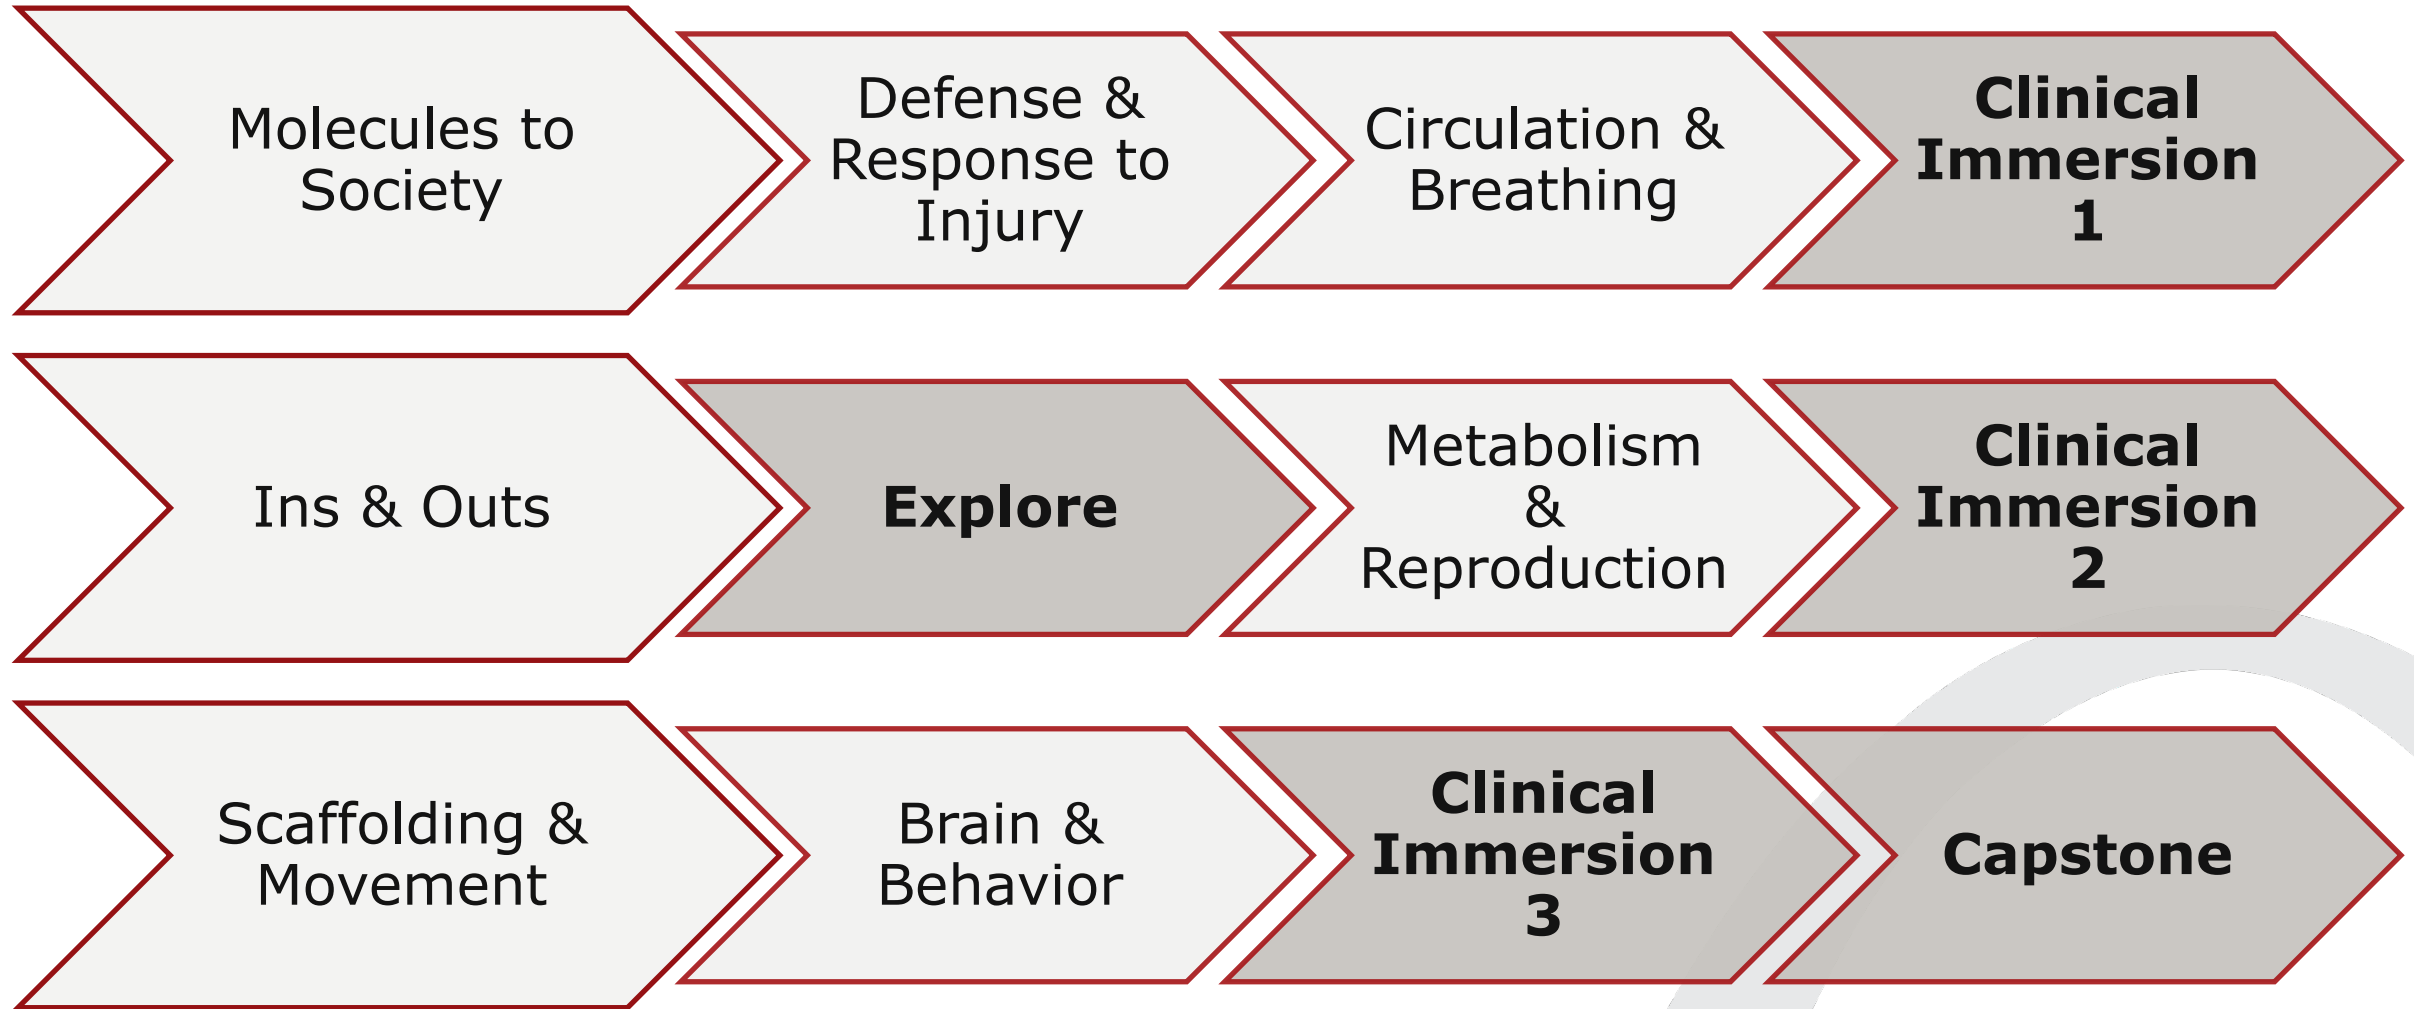 Molecules to
Society
Defense &
Response to
Injury
Circulation &
Breathing
Clinical
Immersion
1
Ins & Outs
Explore
Metabolism
&
Reproduction
Clinical
Immersion
2
Scaffolding &
Movement
Brain &
Behavior
Clinical
Immersion
3
Capstone